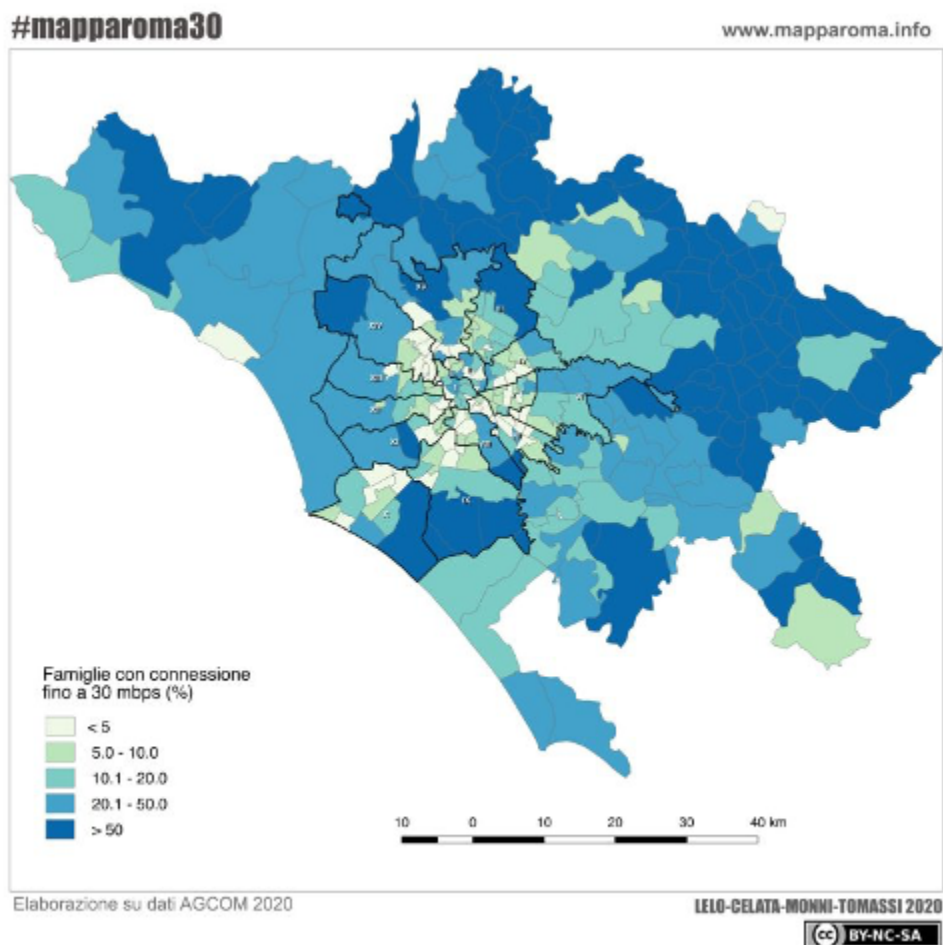 #mapparoma30
www.mapparoma.info
Famiglie con connessione
fino a 30 mbps (%)
< 5
5.0 - 10.0
10.1 - 20.0
20.1 - 50.0
> 50
10 0 10 20 30 40 km
Elaborazione su dati AGCOM 2020
LELO-CELATA-MONNI-TOMASSI 2020
cc BY-NC-SA